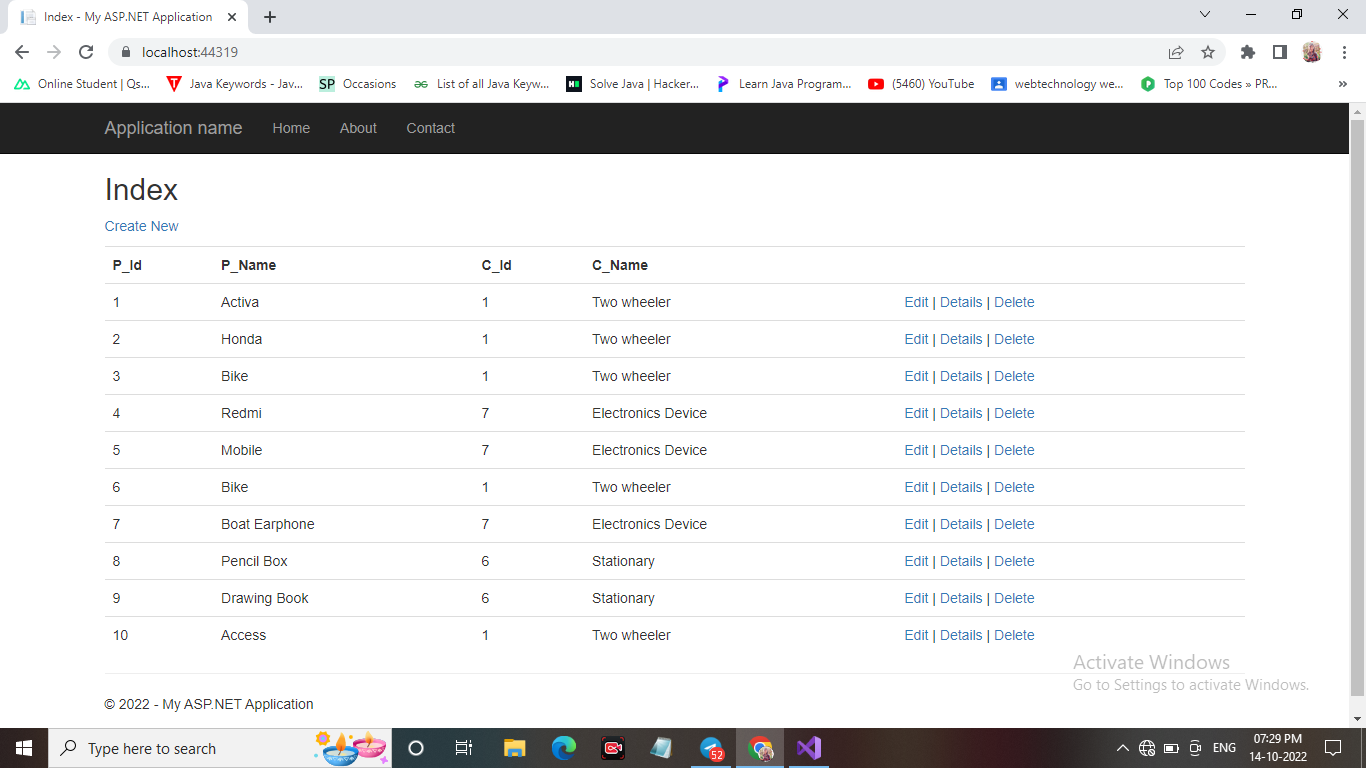 Index - My ASP.NET Application
localhost:44319
Online Student | Qs... Java Keywords - Jav... SP Occasions List of all Java Keyw... Solve Java | Hacker... Learn Java Program... (5460) YouTube webtechnology we... Top 100 Codes » PR... »
Application name Home About Contact
Index
Create New
P_Id P_Name C_Id C_Name
1 Activa 1 Two wheeler Edit | Details | Delete
2 Honda 1 Two wheeler Edit | Details | Delete
3 Bike 1 Two wheeler Edit | Details | Delete
4 Redmi 7 Electronics Device Edit | Details | Delete
5 Mobile 7 Electronics Device Edit | Details | Delete
6 Bike 1 Two wheeler Edit | Details | Delete
7 Boat Earphone 7 Electronics Device Edit | Details | Delete
8 Pencil Box 6 Stationary Edit | Details | Delete
9 Drawing Book 6 Stationary Edit | Details | Delete
10 Access 1 Two wheeler Edit | Details | Delete
Activate Windows
Go to Settings to activate Windows.
© 2022 - My ASP.NET Application
Type here to search 52 ENG 07:29 PM
14-10-2022